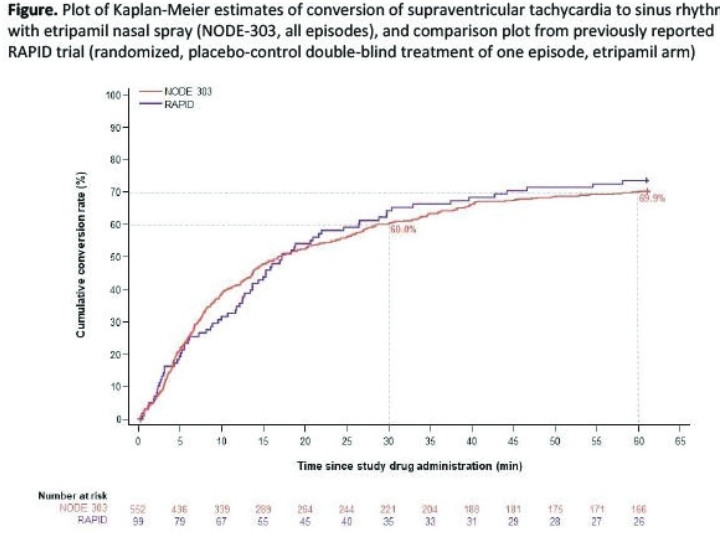 Figure. Plot of Kaplan-Meier estimates of conversion of supraventricular tachycardia to sinus rhythm
with etripamil nasal spray (NODE-303, all episodes), and comparison plot from previously reported
RAPID trial (randomized, placebo-control double-blind treatment of one episode, etripamil arm)
NODE 303
RAPID
100
90
80
70
60
50
40
30
20
10
0
Cumulative conversion rate (%)
69.9%
60.0%
0 5 10 15 20 25 30 35 40 45 50 55 60 65
Time since study drug administration (min)
Number at risk
NODE 303 552 436 339 289 264 244 221 204 188 181 175 171 166
RAPID 99 79 67 55 45 40 35 33 31 29 28 27 26